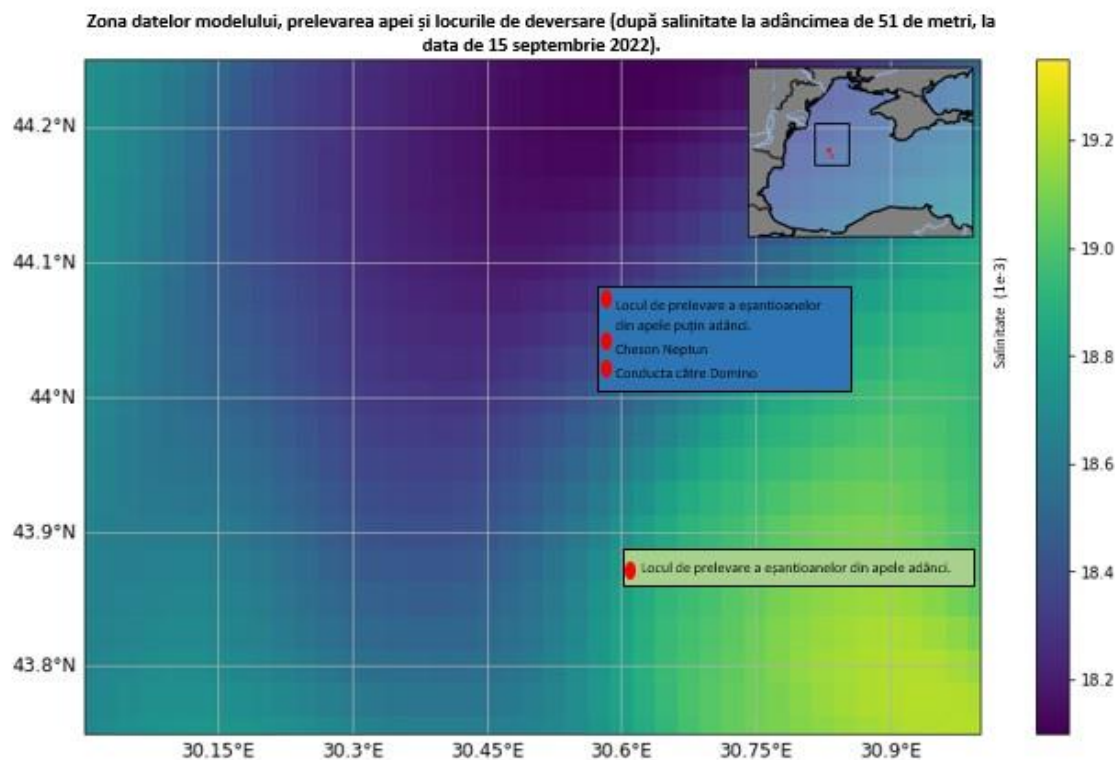 Zona datelor modelului, prelevarea apei și locurile de deversare (după salinitate la adâncimea de 51 de metri, la
data de 15 septembrie 2022).
44.2°N
44.1°N
44°N
43.9°N
43.8°N
Locul de prelevare a eșantioanelor
din apele puțin adânci.
Cheson Neptun
Conducta către Domino
Locul de prelevare a eșantioanelor din apele adânci.
30.15°E
30.3°E
30.45°E
30.6°E
30.75°E
30.9°E
Salinitate (1e-3)
19.2
19.0
18.8
18.6
18.4
18.2